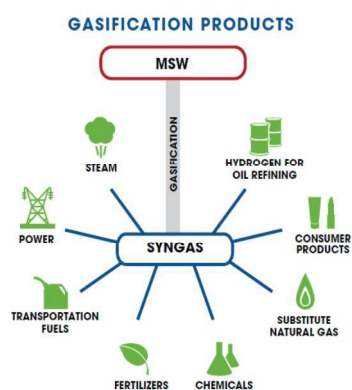 GASIFICATION PRODUCTS
MSW
GASIFICATION
STEAM
HYDROGEN FOR
OIL REFINING
POWER
SYNGAS
CONSUMER
PRODUCTS
TRANSPORTATION
FUELS
SUBSTITUTE
NATURAL GAS
FERTILIZERS
CHEMICALS